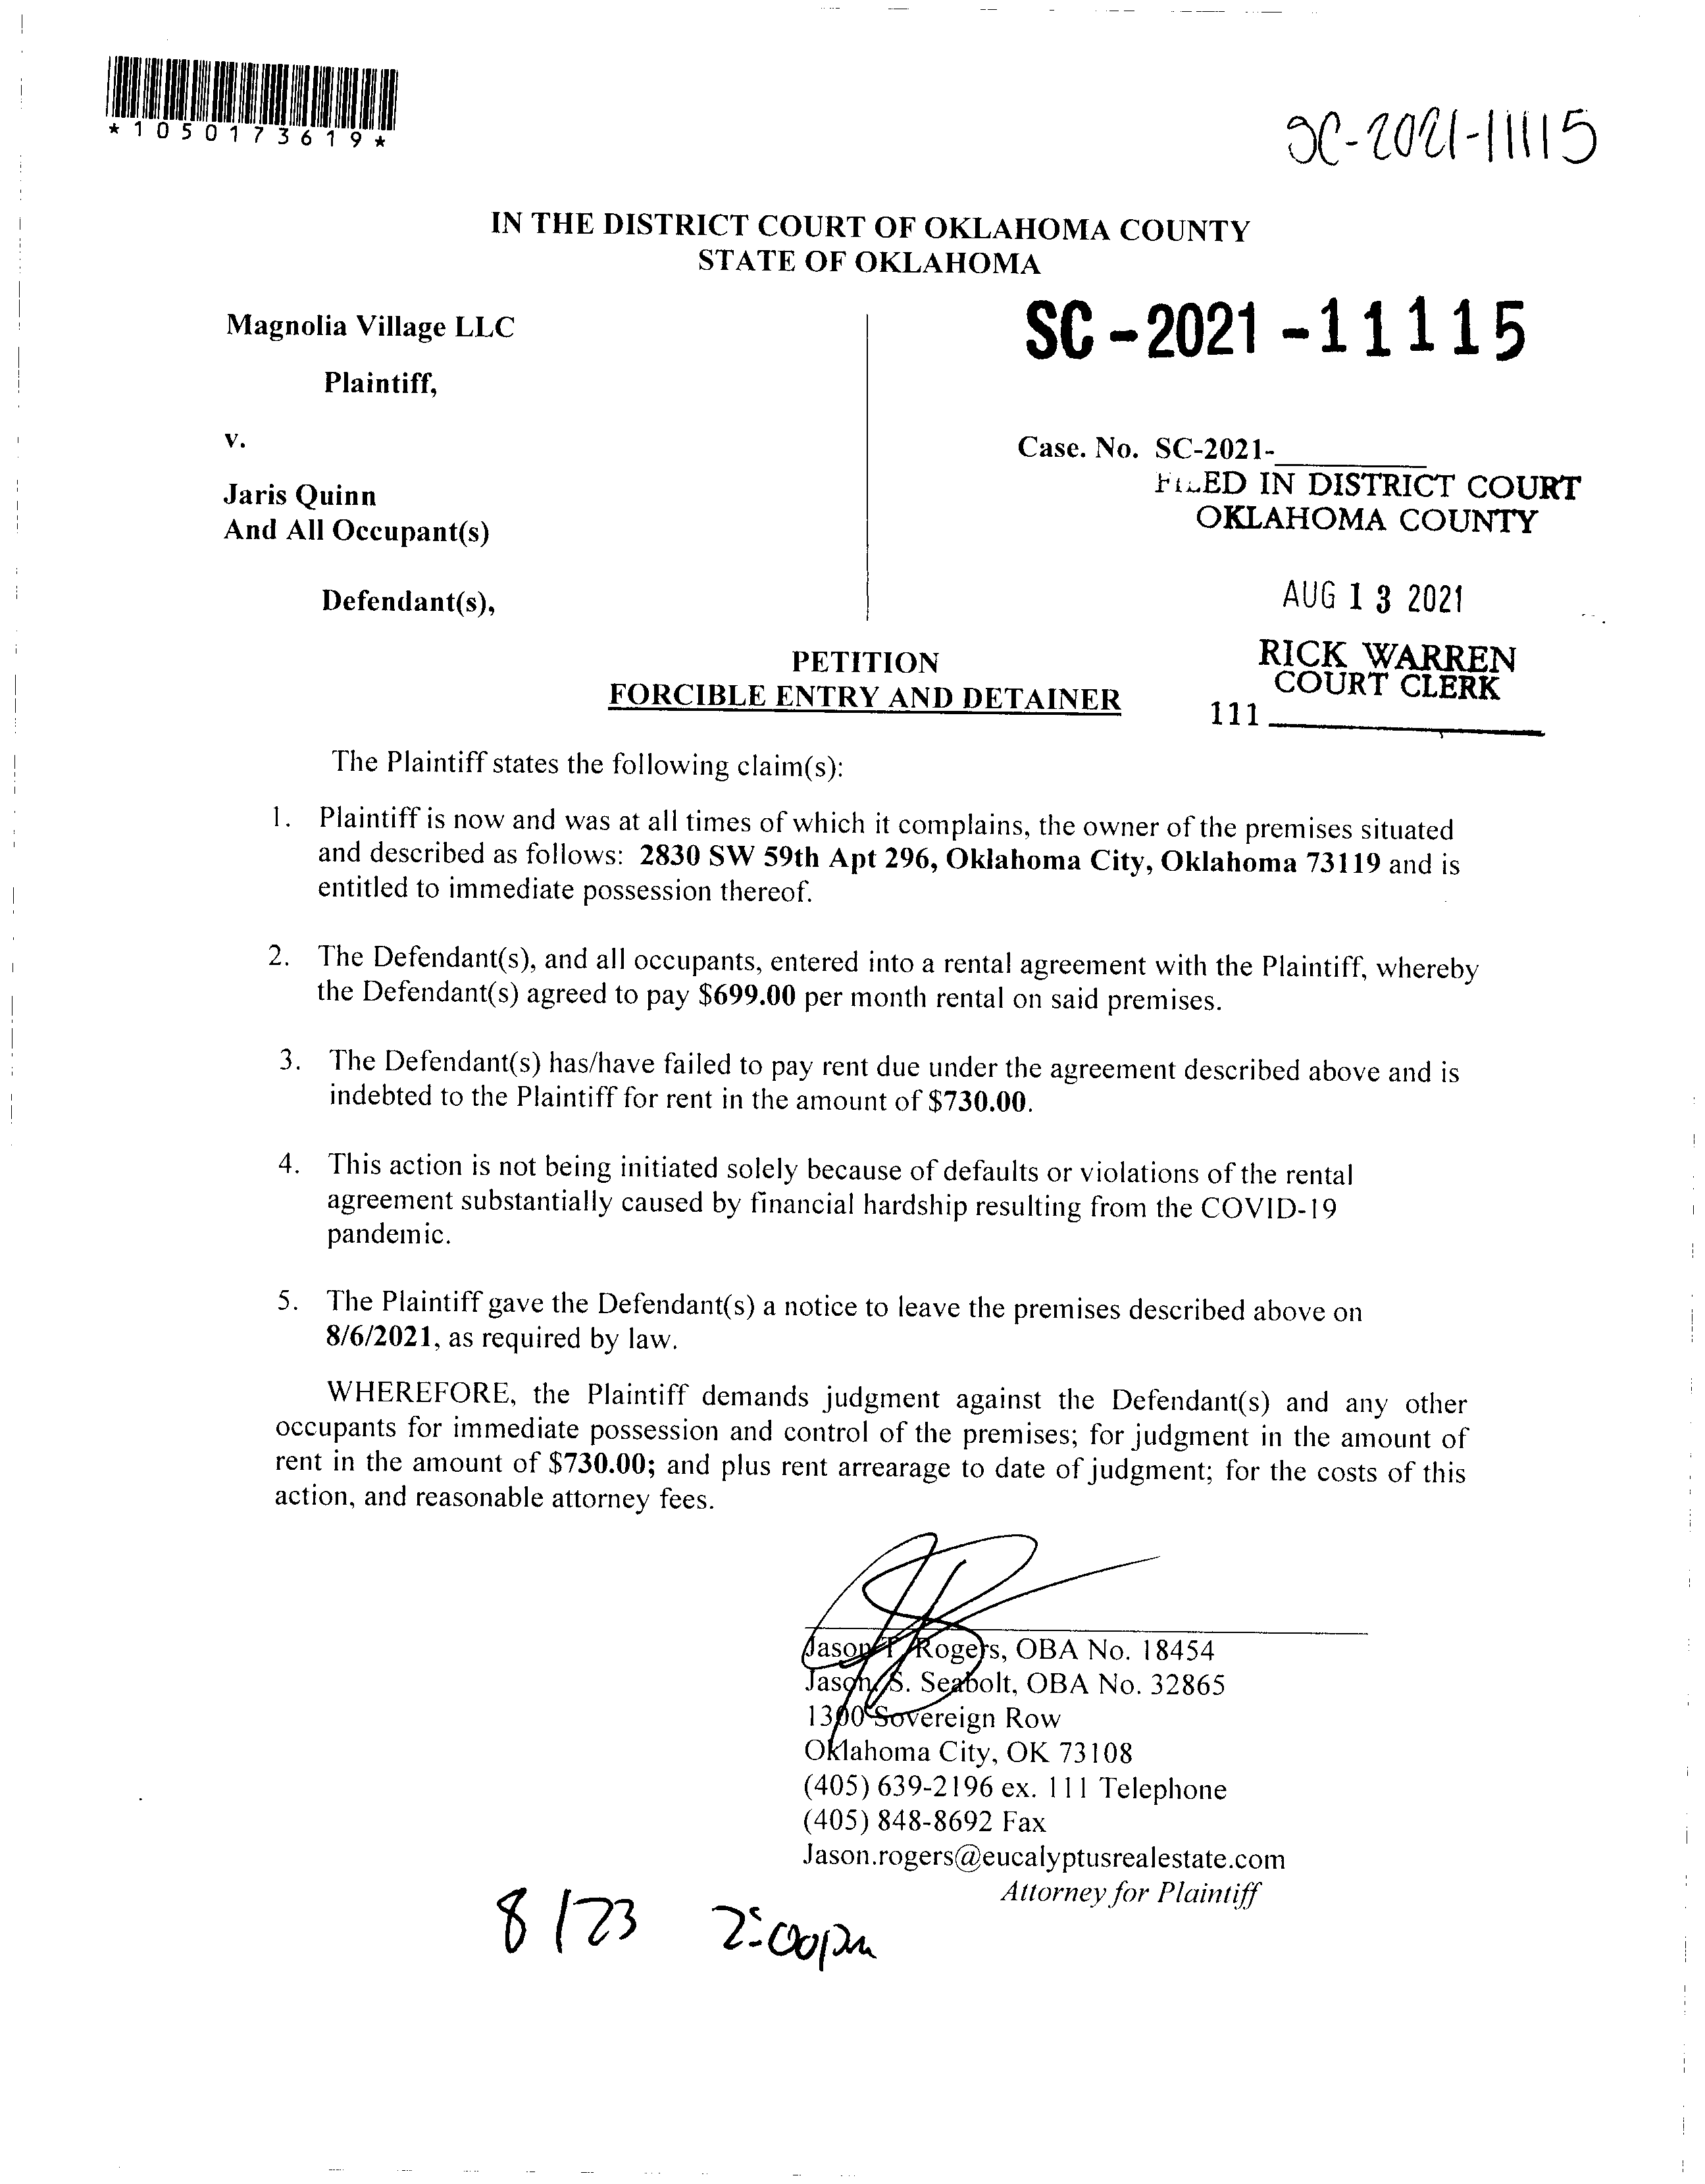 *1050173619*
SC-2021-11115
IN THE DISTRICT COURT OF OKLAHOMA COUNTY
STATE OF OKLAHOMA
Magnolia Village LLC
SC-2021-11115
Plaintiff,
v.
Case. No. SC-2021-________
FILED IN DISTRICT COURT
Jaris Quinn
OKLAHOMA COUNTY
And All Occupant(s)
AUG 13 2021
Defendant(s),
RICK WARREN
PETITION
COURT CLERK
FORCIBLE ENTRY AND DETAINER
111
The Plaintiff states the following claim(s):
1. Plaintiff is now and was at all times of which it complains, the owner of the premises situated
and described as follows: 2830 SW 59th Apt 296, Oklahoma City, Oklahoma 73119 and is
entitled to immediate possession thereof.
2. The Defendant(s), and all occupants, entered into a rental agreement with the Plaintiff, whereby
the Defendant(s) agreed to pay $699.00 per month rental on said premises.
3. The Defendant(s) has/have failed to pay rent due under the agreement described above and is
indebted to the Plaintiff for rent in the amount of $730.00.
4. This action is not being initiated solely because of defaults or violations of the rental
agreement substantially caused by financial hardship resulting from the COVID-19
pandemic.
5. The Plaintiff gave the Defendant(s) a notice to leave the premises described above on
8/6/2021, as required by law.
WHEREFORE, the Plaintiff demands judgment against the Defendant(s) and any other
occupants for immediate possession and control of the premises; for judgment in the amount of
rent in the amount of $730.00; and plus rent arrearage to date of judgment; for the costs of this
action, and reasonable attorney fees.
Jason T. Rogers, OBA No. 18454
Jason S. Seabolt, OBA No. 32865
1300 Sovereign Row
Oklahoma City, OK 73108
(405) 639-2196 ex. 111 Telephone
(405) 848-8692 Fax
Jason.rogers@eucalyptusrealestate.com
Attorney for Plaintiff
8/23 2:00pm